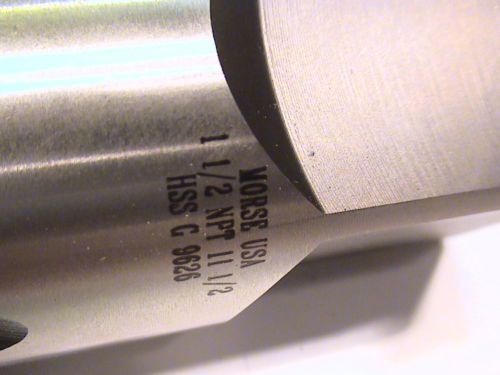 MORSE USA
1 1/2 NPT 11 1/2
HSS G 9626